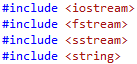 #include <iostream>
#include <fstream>
#include <sstream>
#include <string>